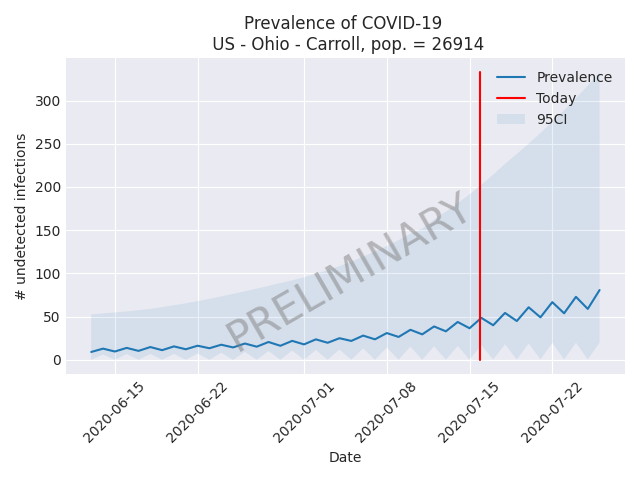 Prevalence of COVID-19
US - Ohio - Carroll, pop. = 26914
Prevalence
Today
95CI
300
250
200
150
100
50
0
# undetected infections
PRELIMINARY
2020-06-15
2020-06-22
2020-07-01
2020-07-08
2020-07-15
2020-07-22
Date